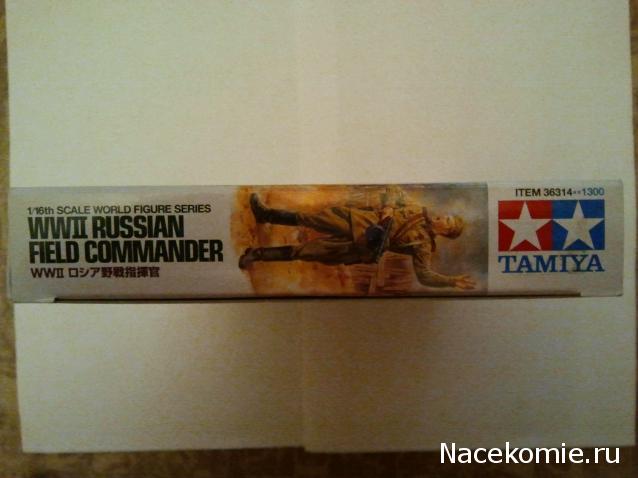 1/16th SCALE WORLD FIGURE SERIES
WWII RUSSIAN
FIELD COMMANDER
WWII ロシア野戦指揮官
ITEM 36314**1300
TAMIYA
Nacekomie.ru